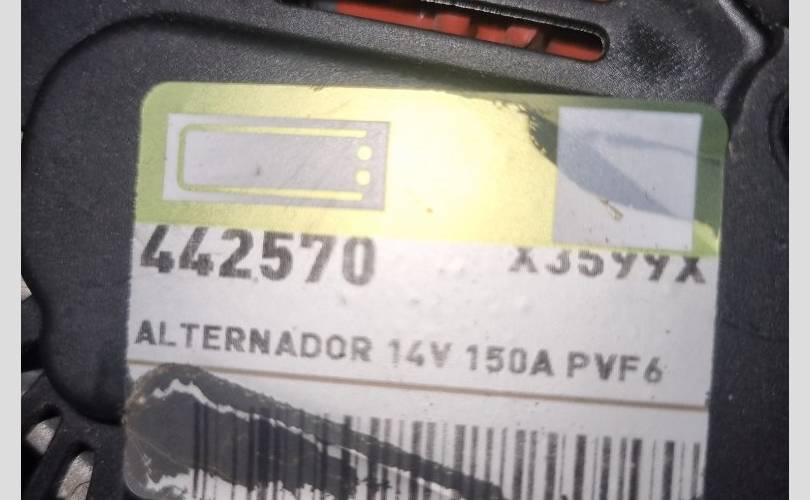 442570 X3599X
ALTERNADOR 14V 150A PVF6